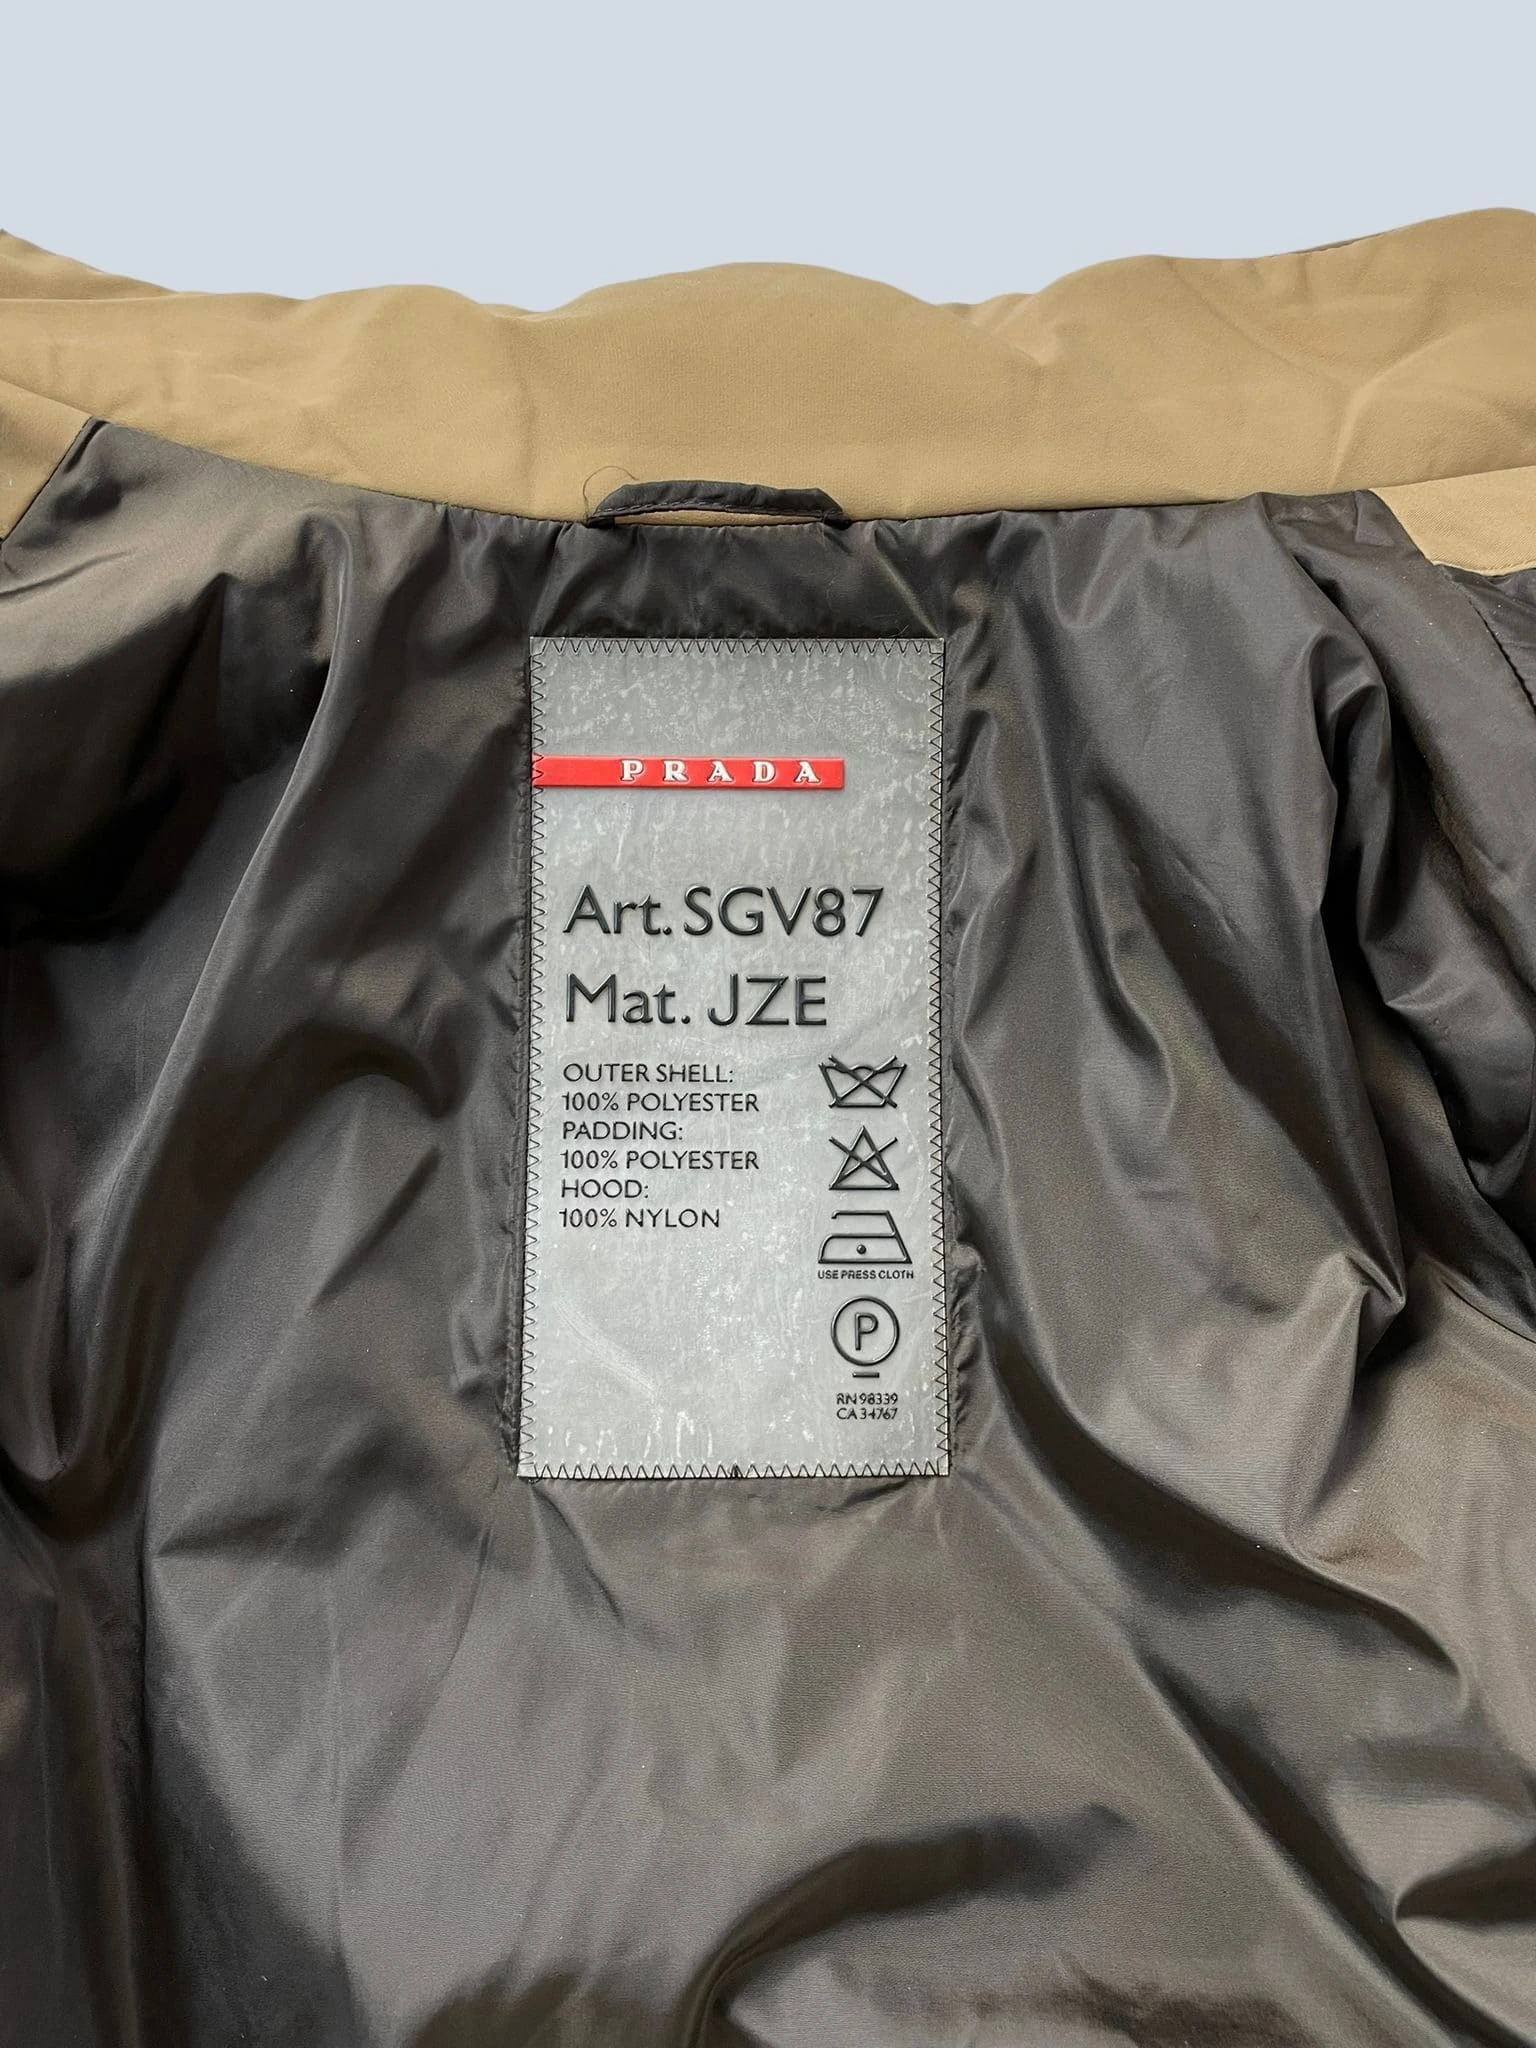 PRADA
Art. SGV87
Mat. JZE
OUTER SHELL:
100% POLYESTER
PADDING:
100% POLYESTER
HOOD:
100% NYLON
USE PRESS CLOTH
P
RN 98339
CA 34767